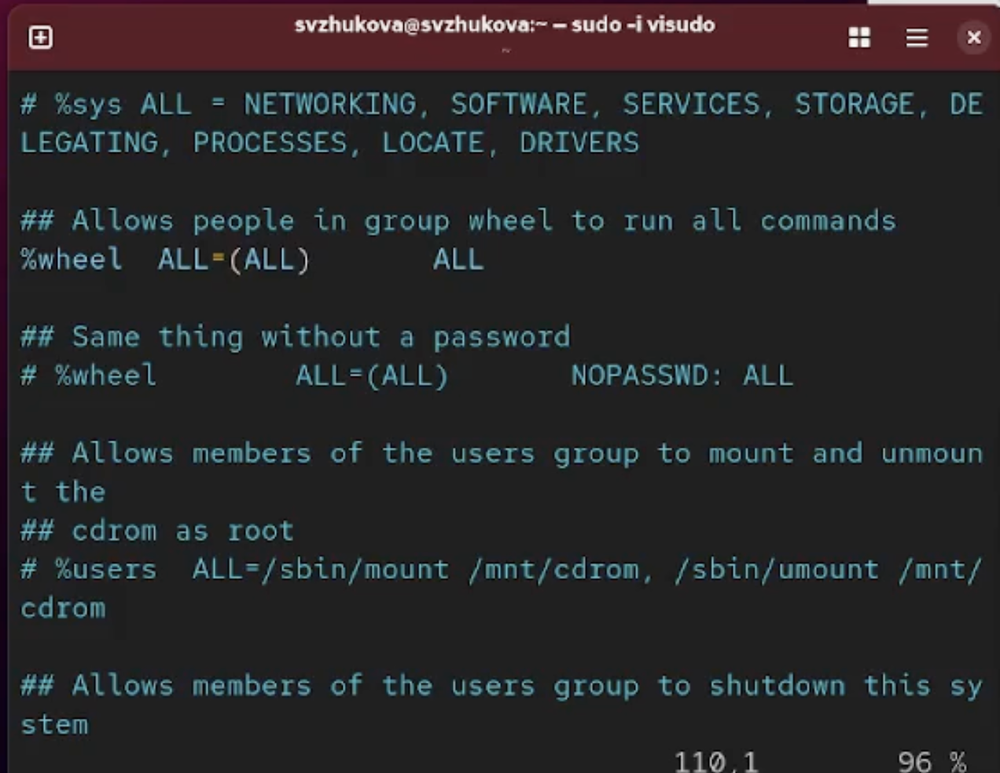 svzhukova@svzhukova:~ — sudo -i visudo
~
# %sys ALL = NETWORKING, SOFTWARE, SERVICES, STORAGE, DE
LEGATING, PROCESSES, LOCATE, DRIVERS
## Allows people in group wheel to run all commands
%wheel  ALL=(ALL)       ALL
## Same thing without a password
# %wheel        ALL=(ALL)       NOPASSWD: ALL
## Allows members of the users group to mount and unmoun
t the
## cdrom as root
# %users  ALL=/sbin/mount /mnt/cdrom, /sbin/umount /mnt/
cdrom
## Allows members of the users group to shutdown this sy
stem
110,1        96 %